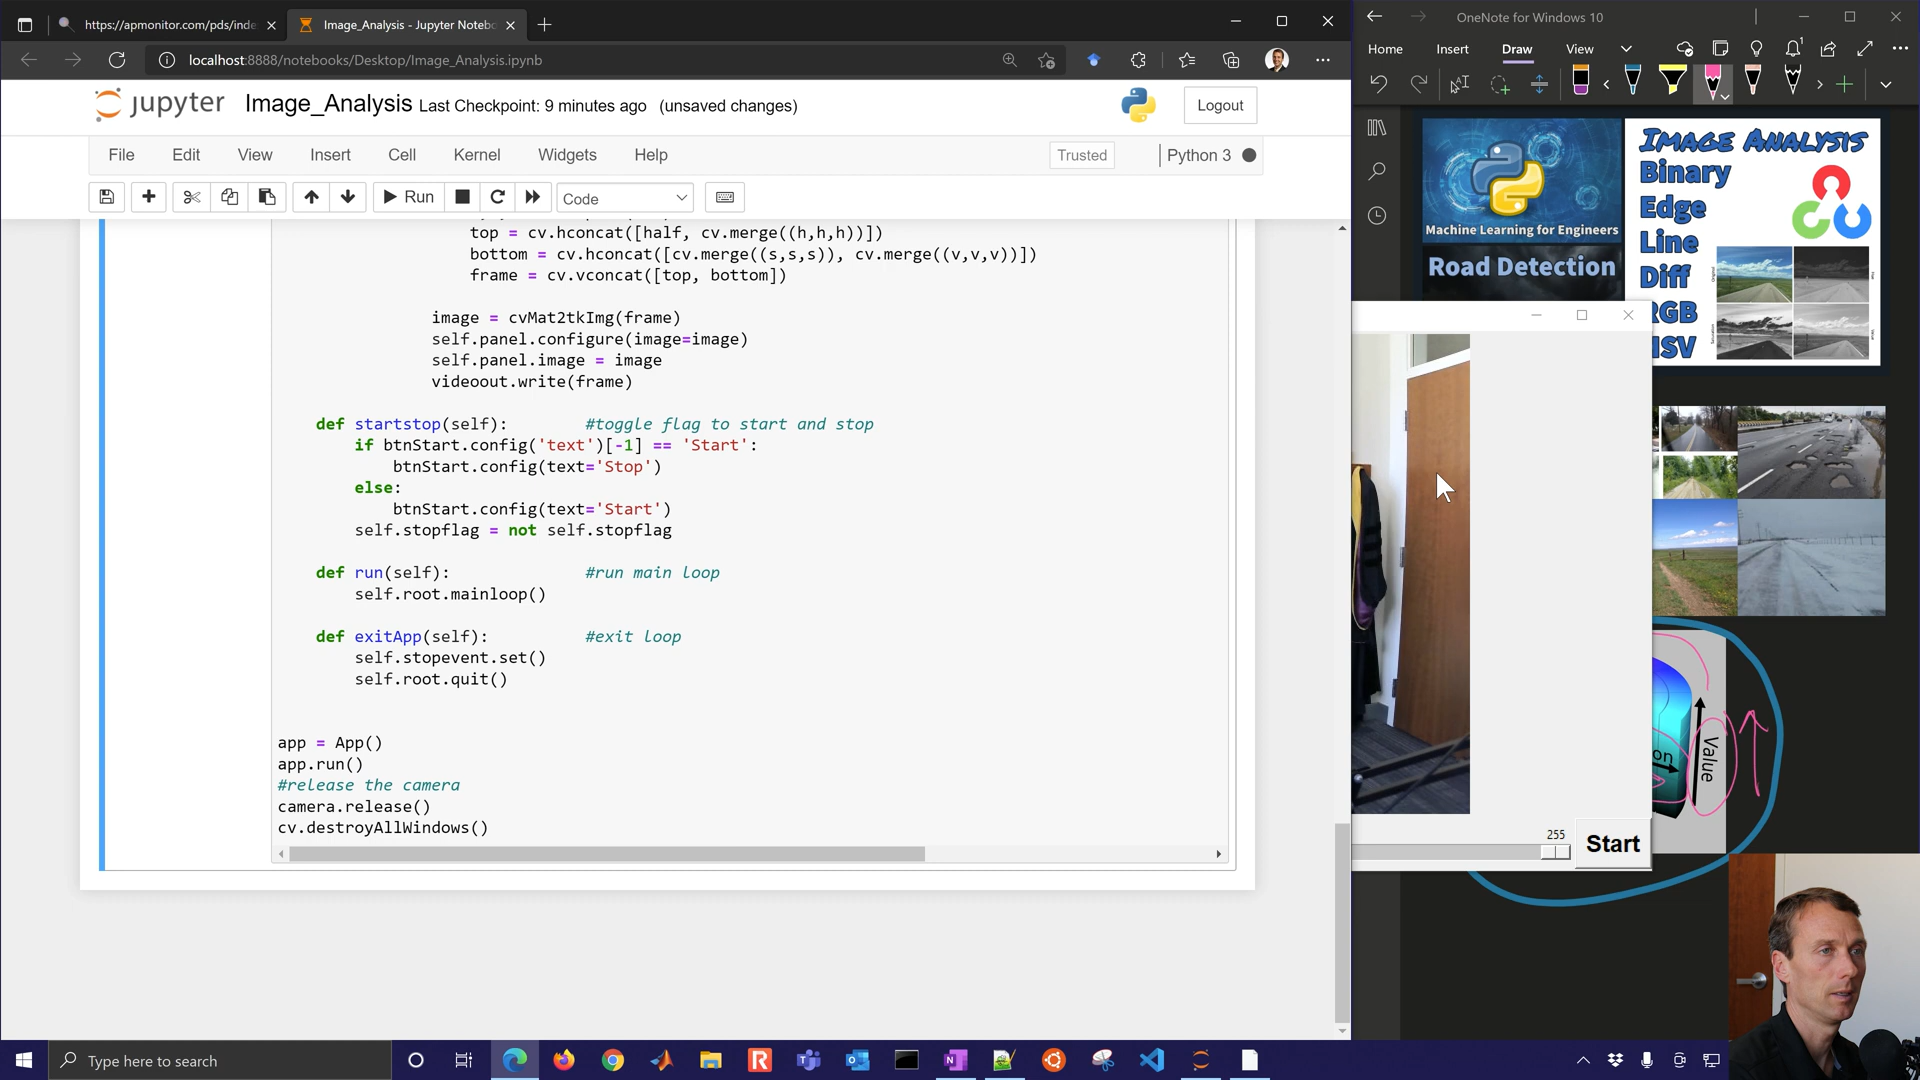 https://apmonitor.com/pds/inde
Image_Analysis - Jupyter Notebo
OneNote for Windows 10
localhost:8888/notebooks/Desktop/Image_Analysis.ipynb
Home
Insert
Draw
View
jupyter
Image_Analysis Last Checkpoint: 9 minutes ago (unsaved changes)
Logout
File
Edit
View
Insert
Cell
Kernel
Widgets
Help
Trusted
Python 3
Run
Code
top = cv.hconcat([half, cv.merge((h,h,h))])
bottom = cv.hconcat([cv.merge((s,s,s)), cv.merge((v,v,v))])
frame = cv.vconcat([top, bottom])
image = cvMat2tkImg(frame)
self.panel.configure(image=image)
self.panel.image = image
videoout.write(frame)
def startstop(self): #toggle flag to start and stop
if btnStart.config('text')[-1] == 'Start':
btnStart.config(text='Stop')
else:
btnStart.config(text='Start')
self.stopflag = not self.stopflag
def run(self): #run main loop
self.root.mainloop()
def exitApp(self): #exit loop
self.stopevent.set()
self.root.quit()
app = App()
app.run()
#release the camera
camera.release()
cv.destroyAllWindows()
Machine Learning for Engineers
Road Detection
IMAGE ANALYSIS
Binary
Edge
Line
Diff
RGB
HSV
on
Value
255
Start
Type here to search